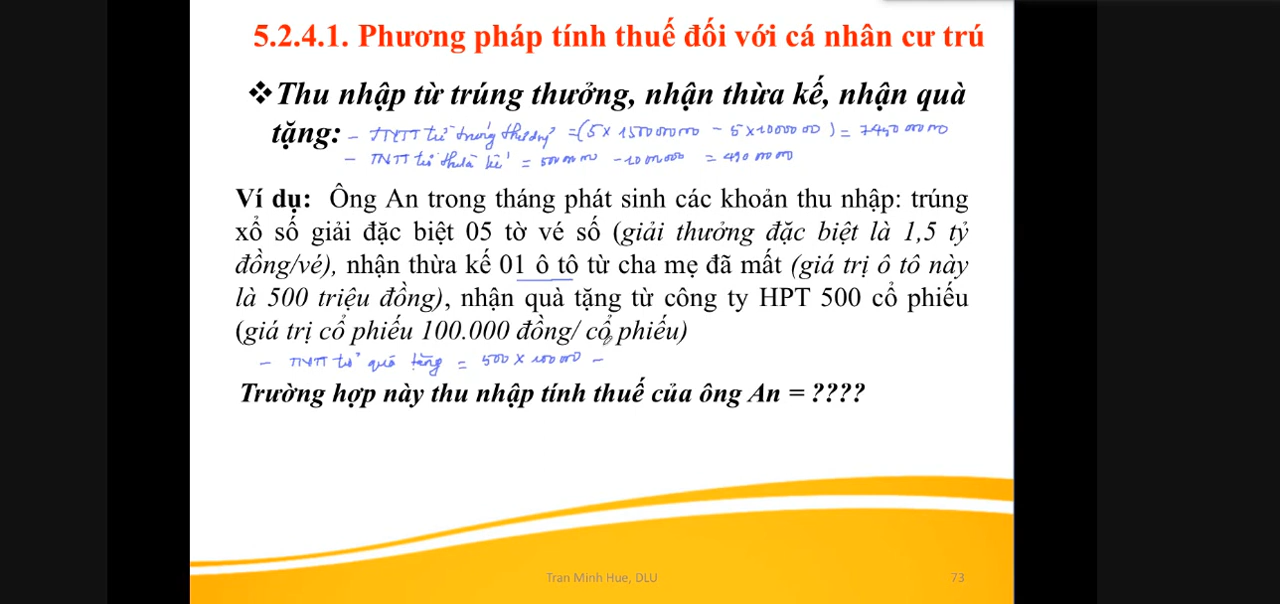 5.2.4.1. Phương pháp tính thuế đối với cá nhân cư trú
❖Thu nhập từ trúng thưởng, nhận thừa kế, nhận quà
tặng: - TNTT từ trúng thưởng = (5 x 1500 000 000 - 5 x 10 000 000) = 7450 000 000
- TNTT từ thừa kế = 500 000 000 - 10 000 000 = 490 000 000
Ví dụ: Ông An trong tháng phát sinh các khoản thu nhập: trúng
xổ số giải đặc biệt 05 tờ vé số (giải thưởng đặc biệt là 1,5 tỷ
đồng/vé), nhận thừa kế 01 ô tô từ cha mẹ đã mất (giá trị ô tô này
là 500 triệu đồng), nhận quà tặng từ công ty HPT 500 cổ phiếu
(giá trị cổ phiếu 100.000 đồng/ cổ phiếu)
- TNTT từ quà tặng = 500 x 100 000 -
Trường hợp này thu nhập tính thuế của ông An = ????
Tran Minh Hue, DLU
73